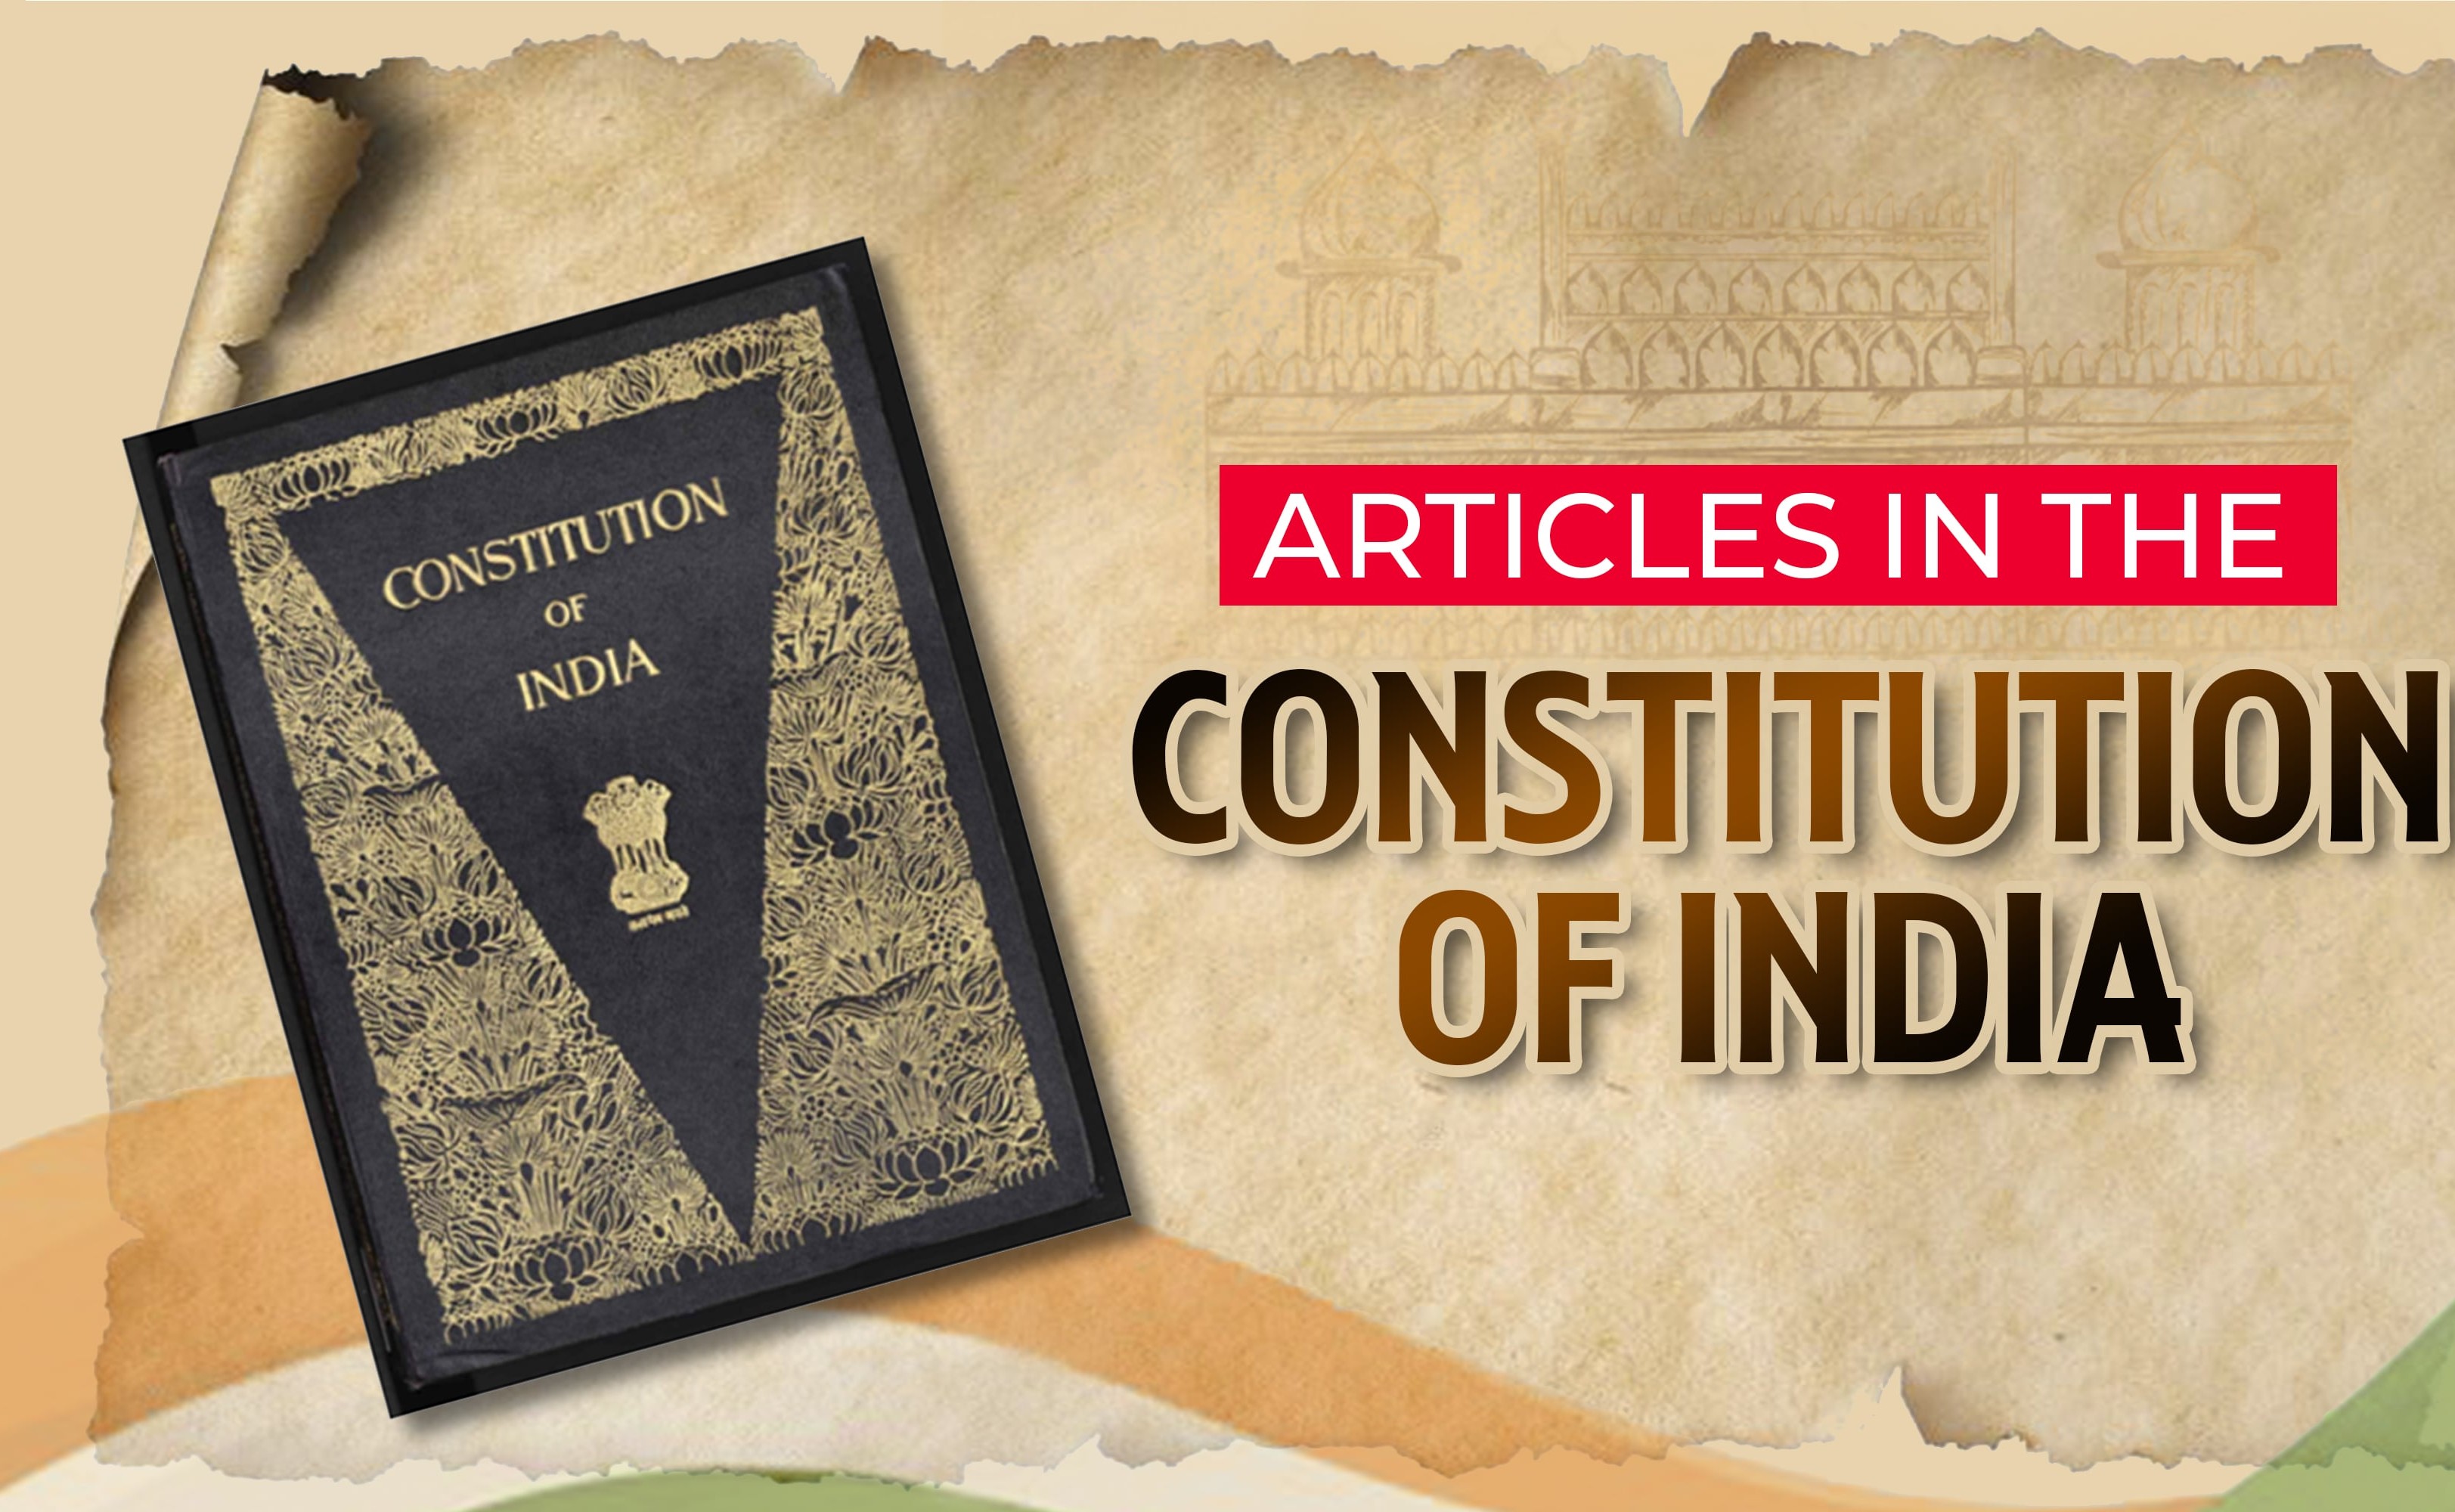 CONSTITUTION
OF
INDIA
ARTICLES IN THE
CONSTITUTION
OF INDIA